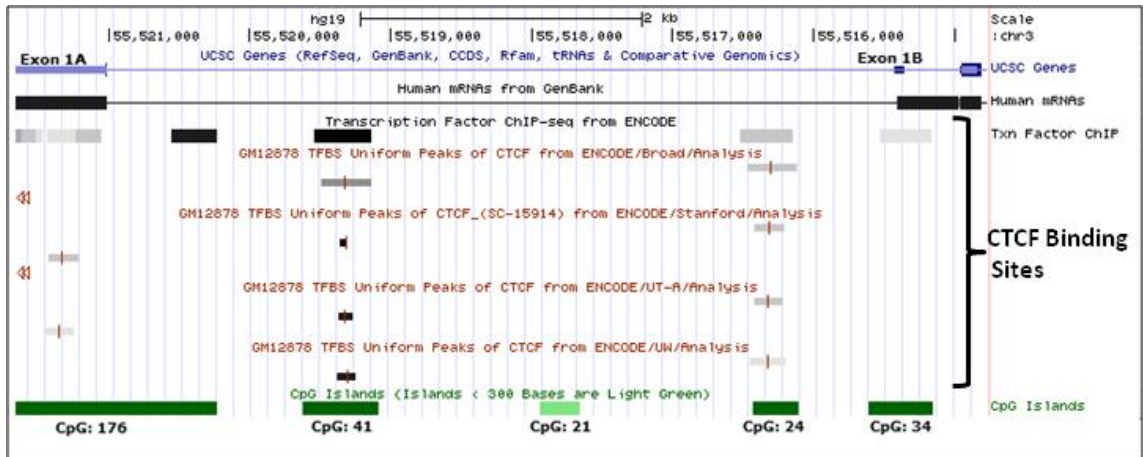 hg19 2 kb Scale
|55,521,000 |55,520,000 |55,519,000 |55,518,000 |55,517,000 |55,516,000 | :chr3
UCSC Genes (RefSeq, GenBank, CCDS, Rfam, tRNAs & Comparative Genomics)
Exon 1A Exon 1B
UCSC Genes
Human mRNAs from GenBank
Human mRNAs
Transcription Factor ChIP-seq from ENCODE
Txn Factor ChIP
GM12878 TFBS Uniform Peaks of CTCF from ENCODE/Broad/Analysis
GM12878 TFBS Uniform Peaks of CTCF_(SC-15914) from ENCODE/Stanford/Analysis
CTCF Binding
Sites
GM12878 TFBS Uniform Peaks of CTCF from ENCODE/UT-A/Analysis
GM12878 TFBS Uniform Peaks of CTCF from ENCODE/UW/Analysis
CpG Islands (Islands < 300 Bases are Light Green)
CpG Islands
CpG: 176 CpG: 41 CpG: 21 CpG: 24 CpG: 34